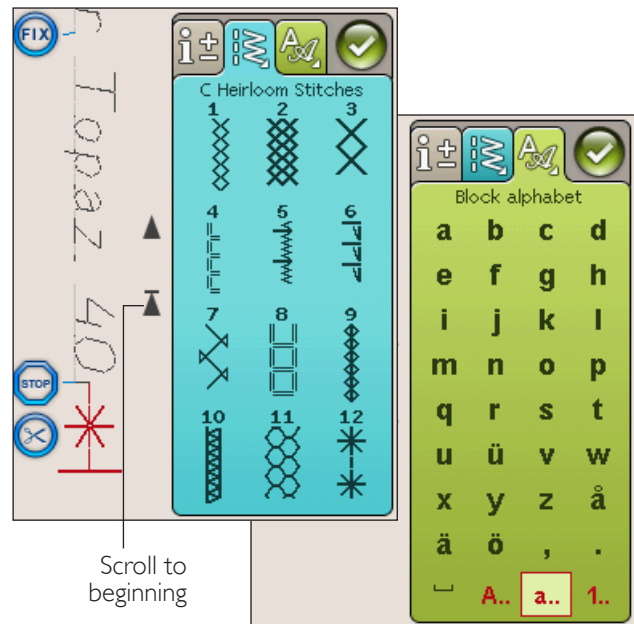 FIX
Topaz 40
STOP
C Heirloom Stitches
1 2 3
4 5 6
7 8 9
10 11 12
Scroll to
beginning
Block alphabet
a b c d
e f g h
i j k l
m n o p
q r s t
u ü v w
x y z å
ä ö , .
␣ A.. a.. 1..